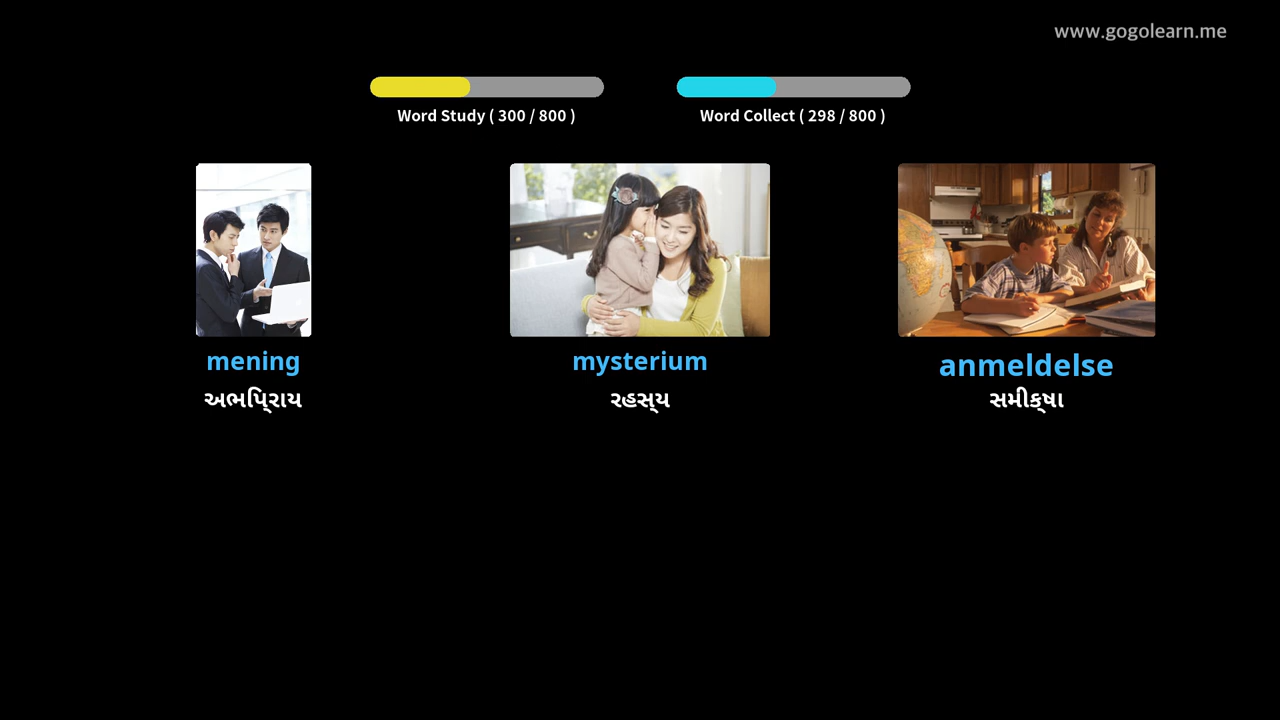 www.gogolearn.me
Word Study ( 300 / 800 )
Word Collect ( 298 / 800 )
mening
અભિપ્રાય
mysterium
રહસ્ય
anmeldelse
સમીક્ષા